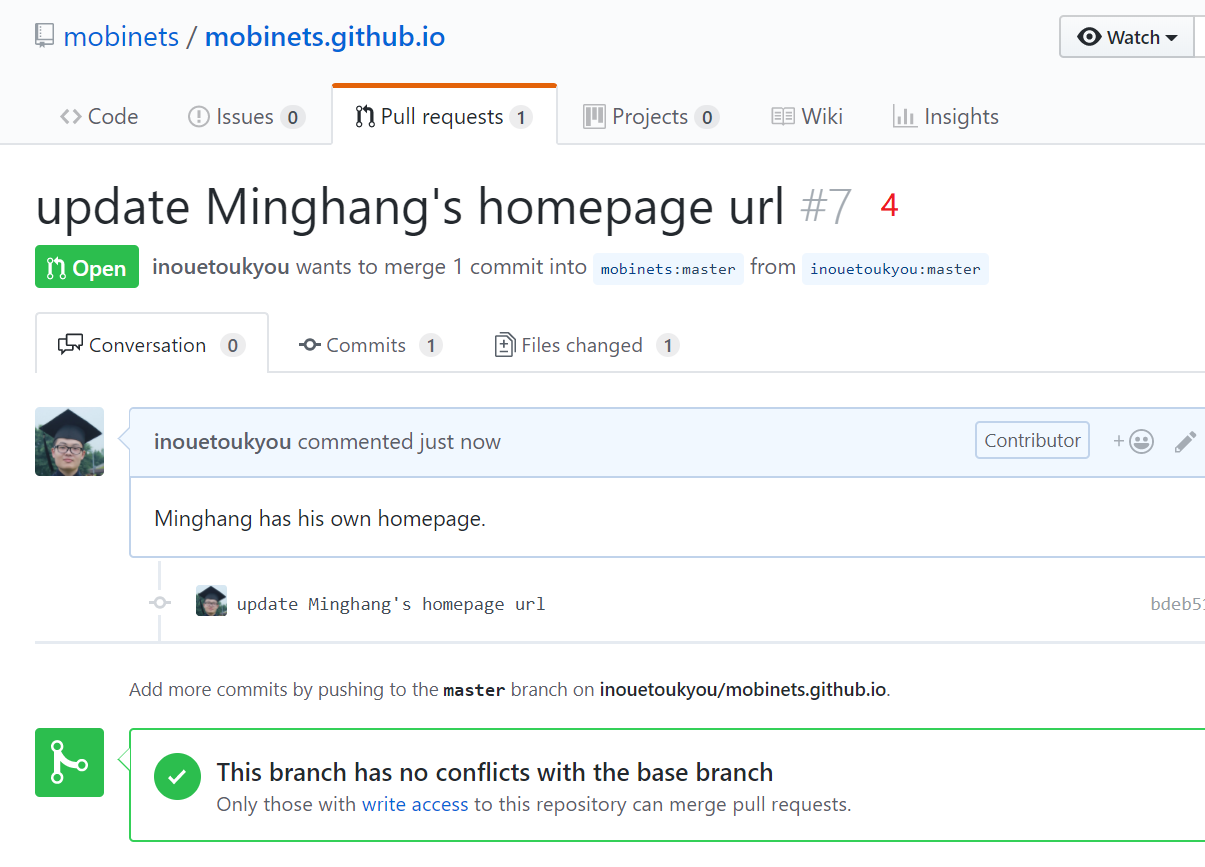 mobinets / mobinets.github.io
Watch
Code Issues 0 Pull requests 1 Projects 0 Wiki Insights
update Minghang's homepage url #7 4
Open inouetoukyou wants to merge 1 commit into mobinets:master from inouetoukyou:master
Conversation 0 Commits 1 Files changed 1
inouetoukyou commented just now Contributor +
Minghang has his own homepage.
update Minghang's homepage url
Add more commits by pushing to the master branch on inouetoukyou/mobinets.github.io.
This branch has no conflicts with the base branch
Only those with write access to this repository can merge pull requests.